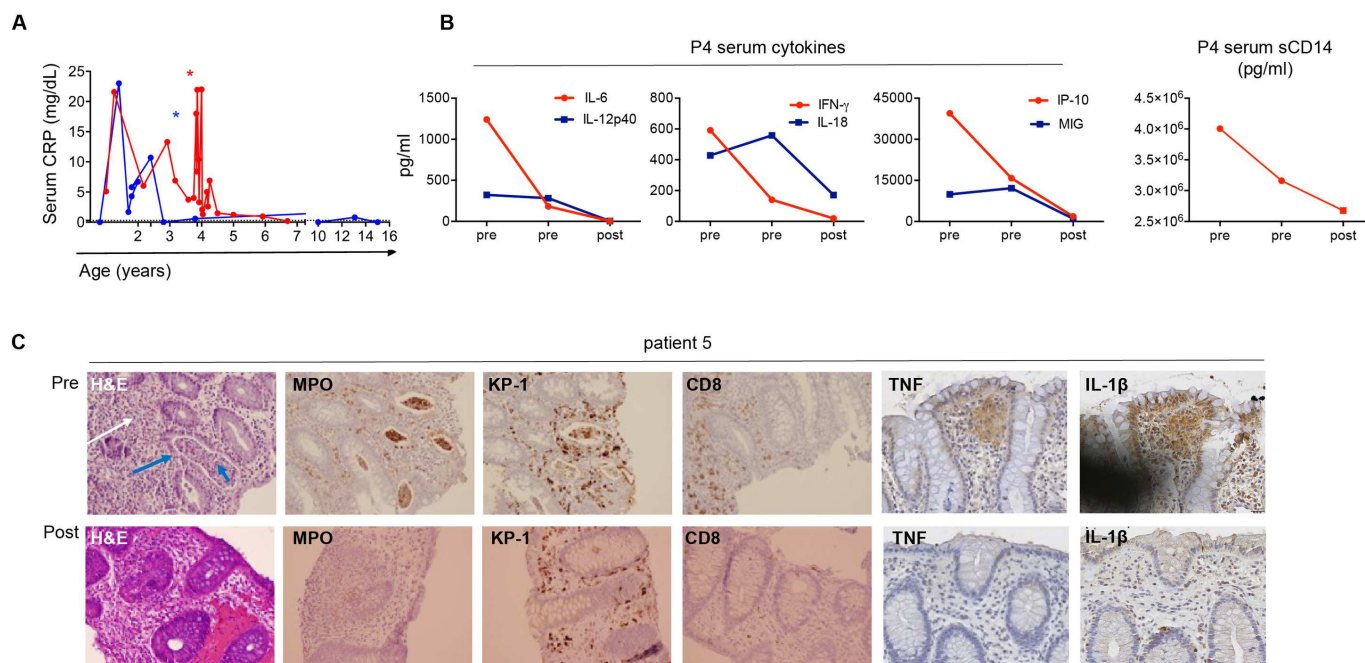 A
Serum CRP (mg/dL)
25
20
15
10
5
0
2 3 4 5 6 7 10 12 14 16
Age (years)
*
*
B
P4 serum cytokines
pg/ml
1500
1000
500
0
IL-6
IL-12p40
pre pre post
800
600
400
200
0
IFN-γ
IL-18
pre pre post
45000
30000
15000
0
IP-10
MIG
pre pre post
P4 serum sCD14
(pg/ml)
4.5×10⁶
4.0×10⁶
3.5×10⁶
3.0×10⁶
2.5×10⁶
pre pre post
C
patient 5
Pre
H&E MPO KP-1 CD8 TNF IL-1β
Post
H&E MPO KP-1 CD8 TNF IL-1β